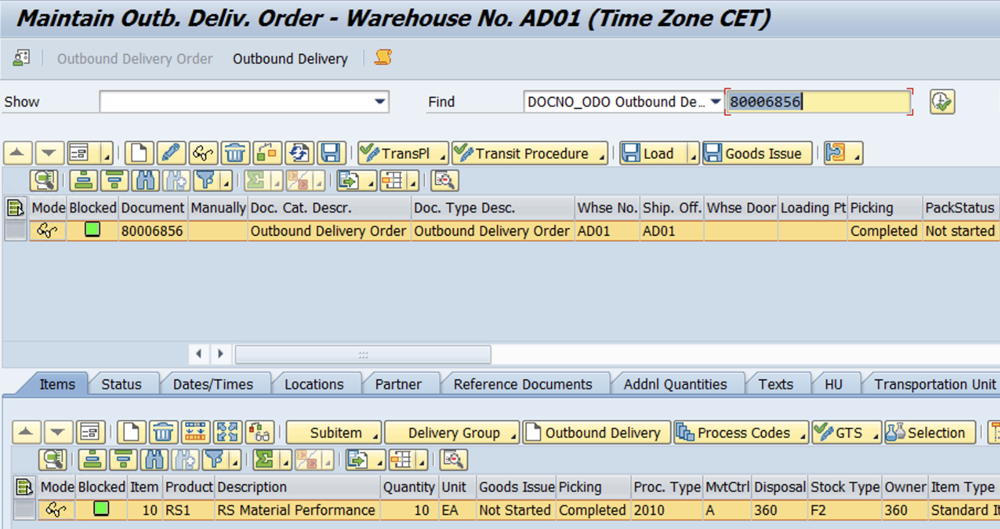 Maintain Outb. Deliv. Order - Warehouse No. AD01 (Time Zone CET)
Outbound Delivery Order Outbound Delivery
Show Find DOCNO_ODO Outbound De... 80006856
TransPl Transit Procedure Load Goods Issue
Mode Blocked Document Manually Doc. Cat. Descr. Doc. Type Desc. Whse No. Ship. Off. Whse Door Loading Pt Picking PackStatus
80006856 Outbound Delivery Order Outbound Delivery Order AD01 AD01 Completed Not started
Items Status Dates/Times Locations Partner Reference Documents Addnl Quantities Texts HU Transportation Unit
Subitem Delivery Group Outbound Delivery Process Codes GTS Selection
Mode Blocked Item Product Description Quantity Unit Goods Issue Picking Proc. Type MvtCtrl Disposal Stock Type Owner Item Type
10 RS1 RS Material Performance 10 EA Not Started Completed 2010 A 360 F2 360 Standard